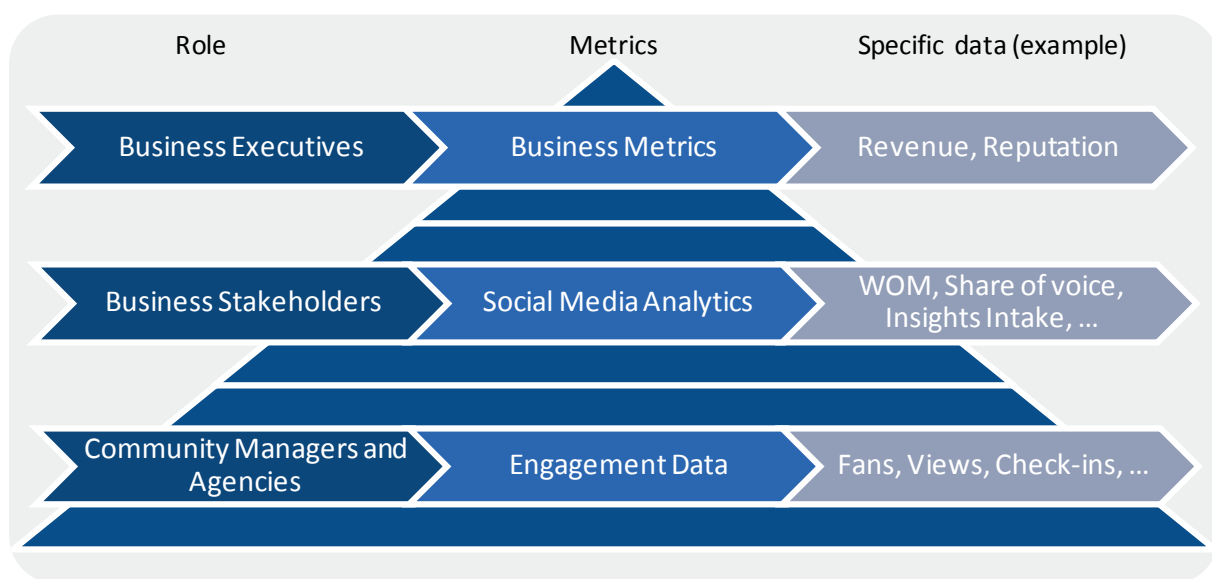 Role
Metrics
Specific data (example)
Business Executives
Business Metrics
Revenue, Reputation
Business Stakeholders
Social Media Analytics
WOM, Share of voice,
Insights Intake, ...
Community Managers and
Agencies
Engagement Data
Fans, Views, Check-ins, ...